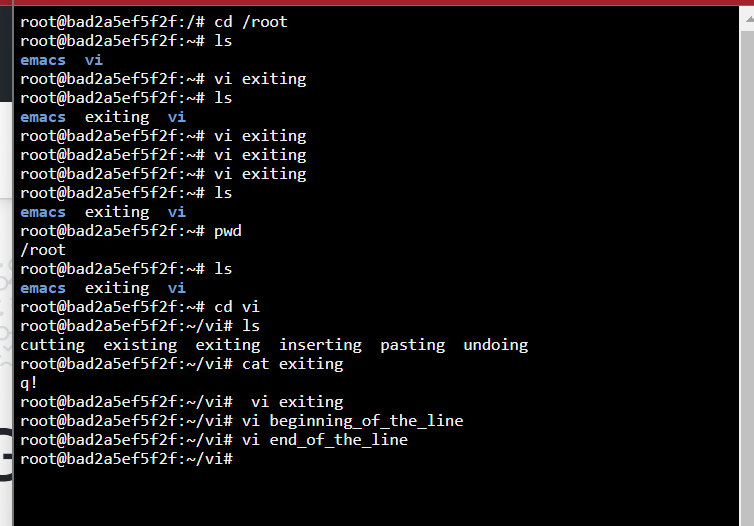 root@bad2a5ef5f2f:/# cd /root
root@bad2a5ef5f2f:~# ls
emacs  vi
root@bad2a5ef5f2f:~# vi exiting
root@bad2a5ef5f2f:~# ls
emacs  exiting  vi
root@bad2a5ef5f2f:~# vi exiting
root@bad2a5ef5f2f:~# vi exiting
root@bad2a5ef5f2f:~# vi exiting
root@bad2a5ef5f2f:~# ls
emacs  exiting  vi
root@bad2a5ef5f2f:~# pwd
/root
root@bad2a5ef5f2f:~# ls
emacs  exiting  vi
root@bad2a5ef5f2f:~# cd vi
root@bad2a5ef5f2f:~/vi# ls
cutting  existing  exiting  inserting  pasting  undoing
root@bad2a5ef5f2f:~/vi# cat exiting
q!
root@bad2a5ef5f2f:~/vi#  vi exiting
root@bad2a5ef5f2f:~/vi# vi beginning_of_the_line
root@bad2a5ef5f2f:~/vi# vi end_of_the_line
root@bad2a5ef5f2f:~/vi#